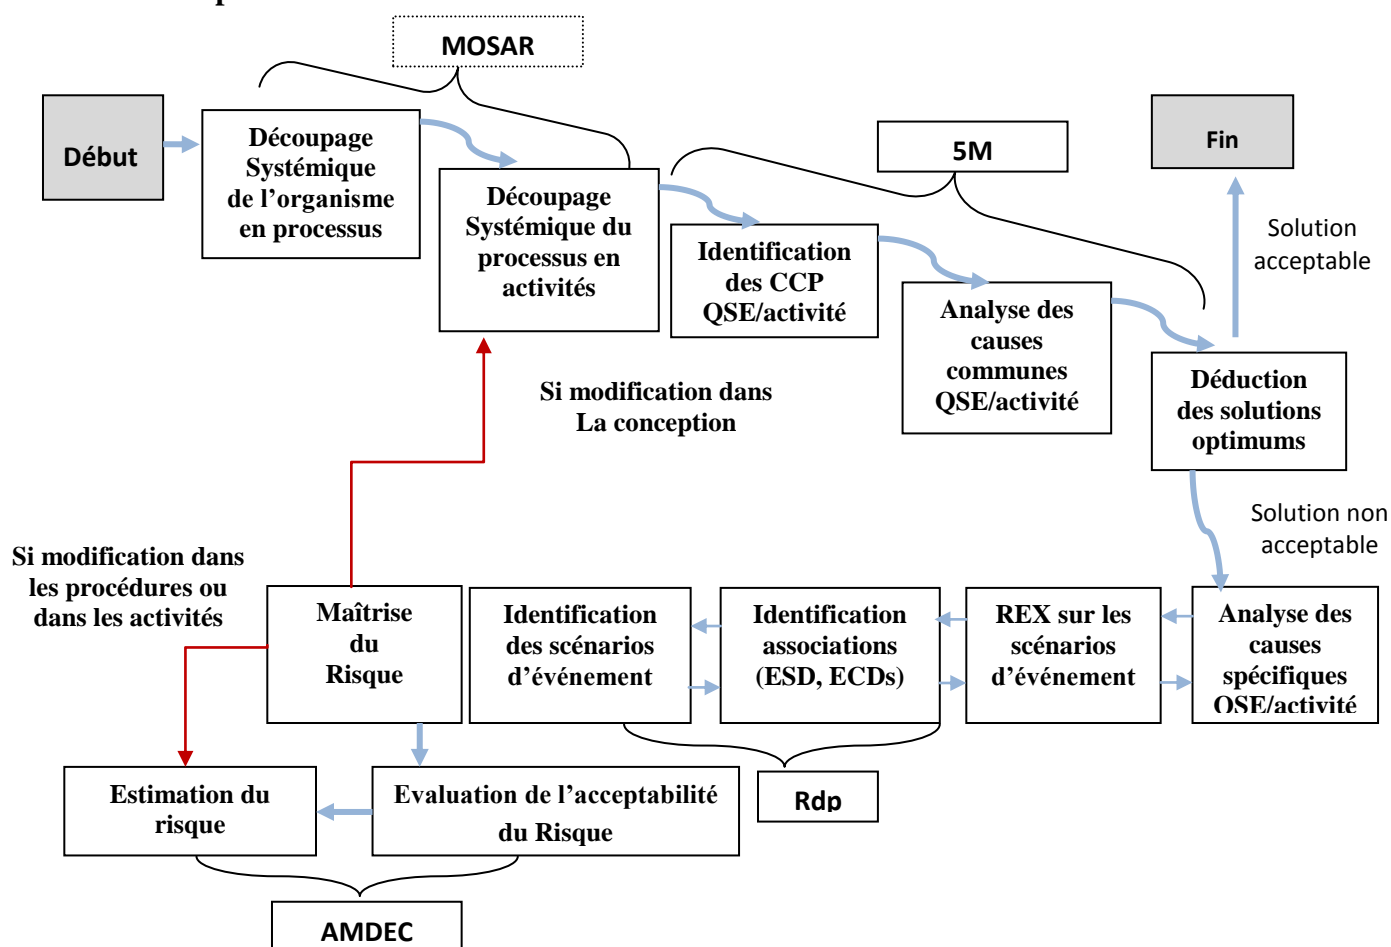 MOSAR
Début
Découpage
Systémique
de l’organisme
en processus
Découpage
Systémique du
processus en
activités
5M
Identification
des CCP
QSE/activité
Analyse des
causes
communes
QSE/activité
Fin
Solution
acceptable
Déduction
des solutions
optimums
Si modification dans
La conception
Solution non
acceptable
Si modification dans
les procédures ou
dans les activités
Maîtrise
du
Risque
Identification
des scénarios
d’événement
Identification
associations
(ESD, ECDs)
REX sur les
scénarios
d’événement
Analyse des
causes
spécifiques
QSE/activité
Estimation du
risque
Evaluation de l’acceptabilité
du Risque
Rdp
AMDEC